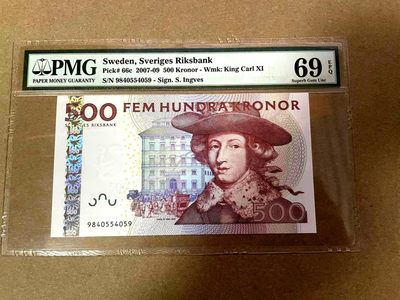 PMG
PAPER MONEY GUARANTY
Sweden, Sveriges Riksbank
Pick# 66c 2007-09 500 Kronor - Wmk: King Carl XI
S/N 9840554059 - Sign. S. Ingves
69 EPQ
Superb Gem Unc
500 FEM HUNDRA KRONOR
SVERIGES RIKSBANK
9840554059
500